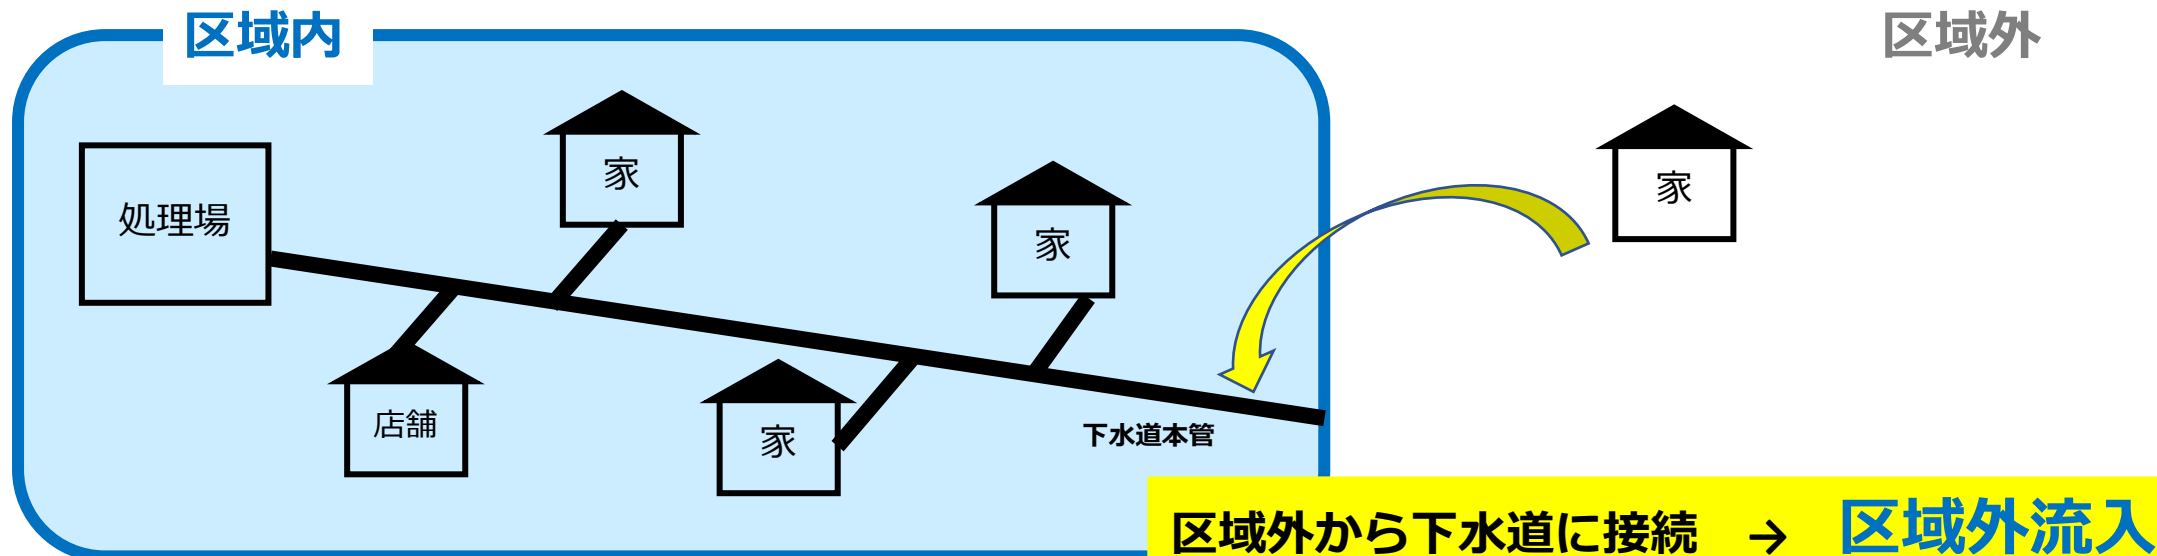 区域内
区域外
家
家
処理場
家
店舗
家
下水道本管
区域外から下水道に接続 → 区域外流入